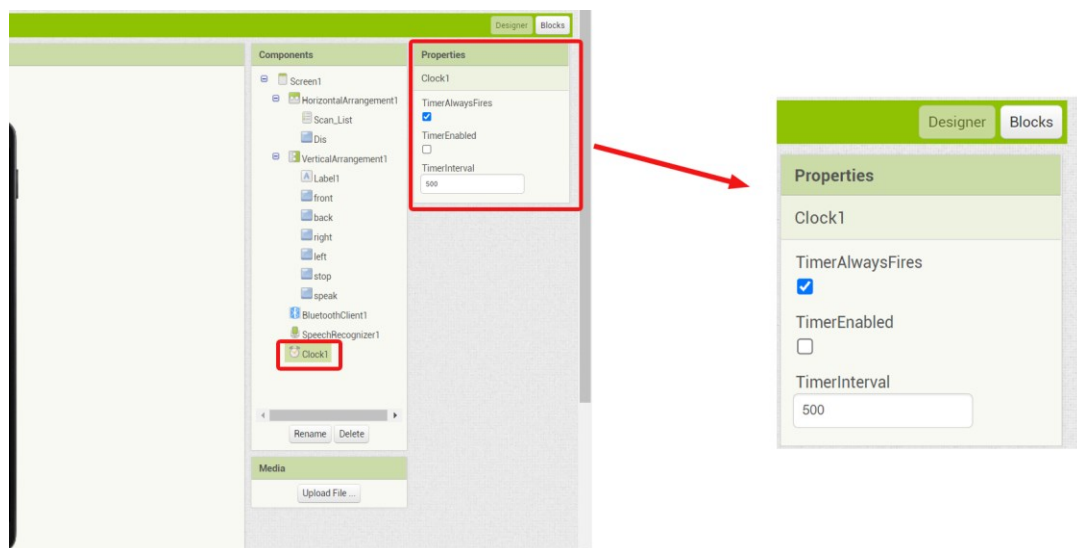 Designer Blocks
Components
Screen1
HorizontalArrangement1
Scan_List
Dis
VerticalArrangement1
Label1
front
back
right
left
stop
speak
BluetoothClient1
SpeechRecognizer1
Clock1
Rename Delete
Media
Upload File ...
Properties
Clock1
TimerAlwaysFires
TimerEnabled
TimerInterval
500
Designer Blocks
Properties
Clock1
TimerAlwaysFires
TimerEnabled
TimerInterval
500